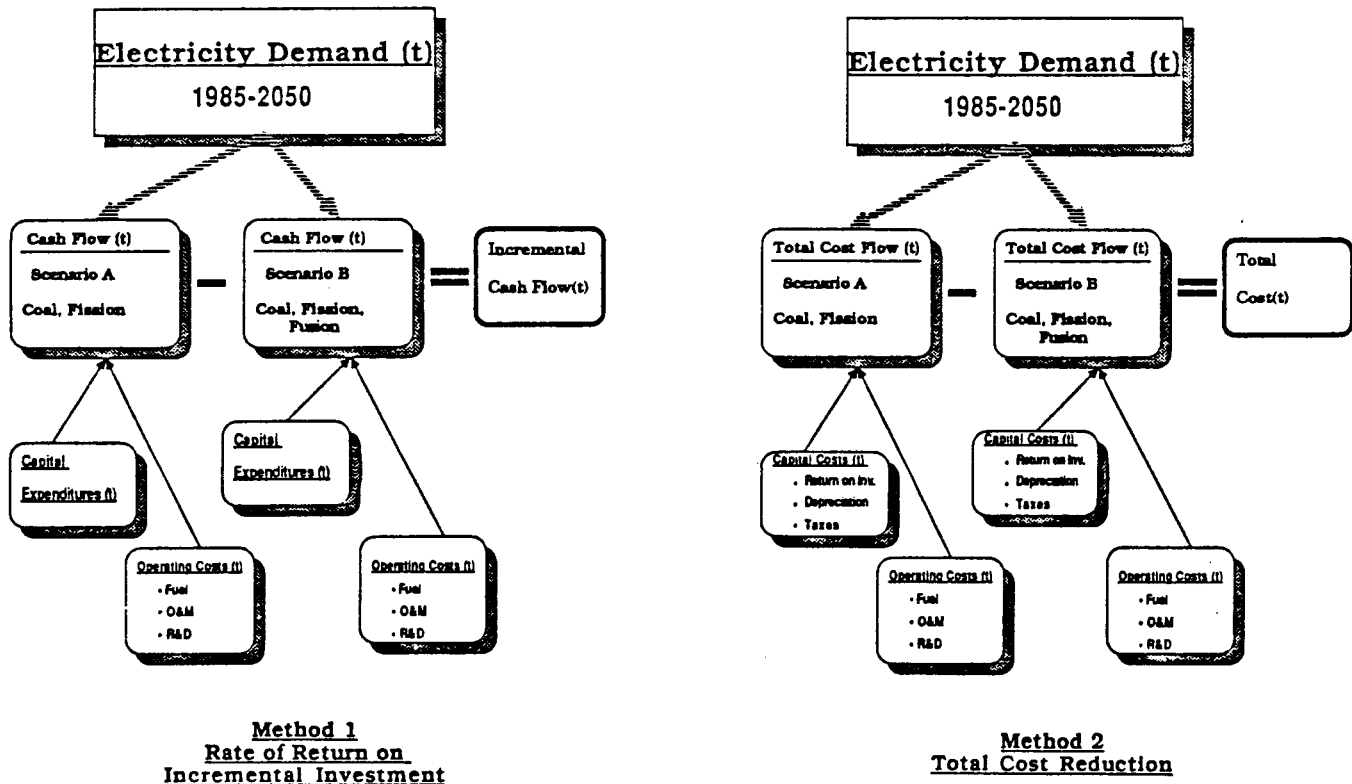 Electricity Demand (t)
1985-2050
Cash Flow (t)
Scenario A
Coal, Fission
Cash Flow (t)
Scenario B
Coal, Fission,
Fusion
Incremental
Cash Flow(t)
Capital
Expenditures (t)
Capital
Expenditures (t)
Operating Costs (t)
• Fuel
• O&M
• R&D
Operating Costs (t)
• Fuel
• O&M
• R&D
Method 1
Rate of Return on
Incremental Investment
Electricity Demand (t)
1985-2050
Total Cost Flow (t)
Scenario A
Coal, Fission
Total Cost Flow (t)
Scenario B
Coal, Fission,
Fusion
Total
Cost(t)
Capital Costs (t)
• Return on Inv.
• Depreciation
• Taxes
Capital Costs (t)
• Return on Inv.
• Depreciation
• Taxes
Operating Costs (t)
• Fuel
• O&M
• R&D
Operating Costs (t)
• Fuel
• O&M
• R&D
Method 2
Total Cost Reduction